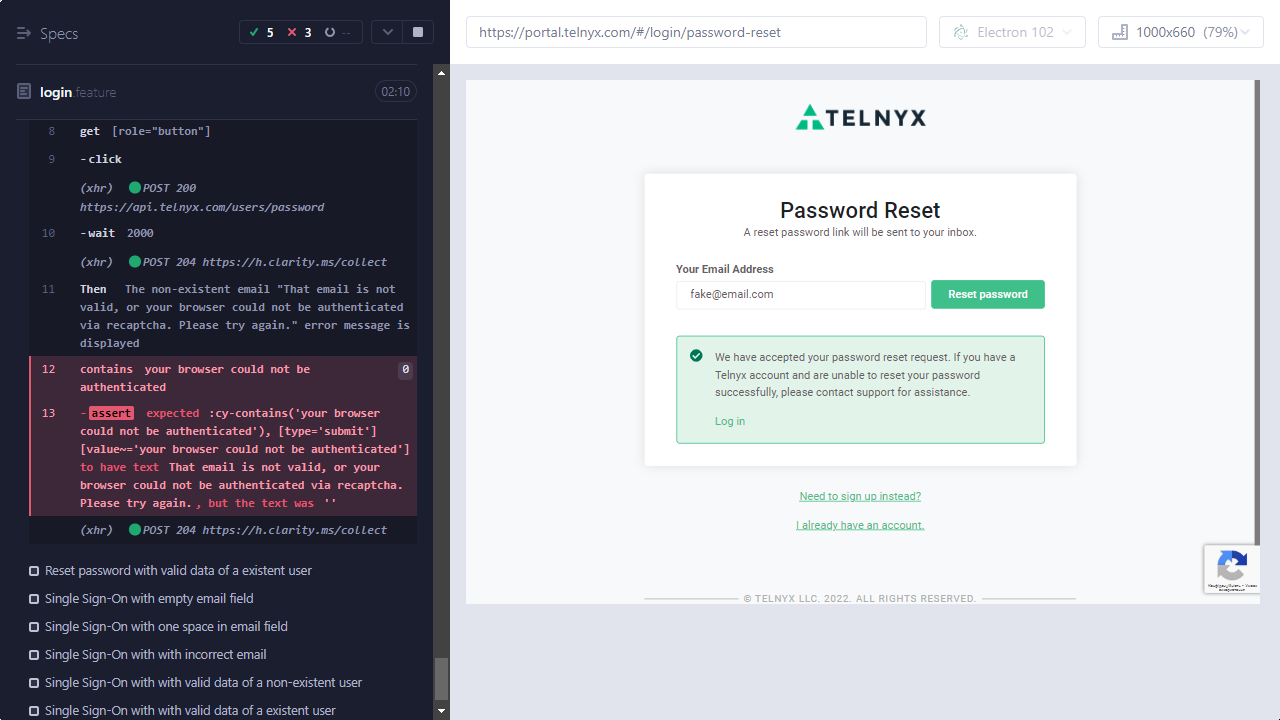 Specs
5
3
--
login.feature
02:10
8 get [role="button"]
9 -click
(xhr) POST 200
https://api.telnyx.com/users/password
10 -wait 2000
(xhr) POST 204 https://h.clarity.ms/collect
11 Then The non-existent email "That email is not
valid, or your browser could not be authenticated
via recaptcha. Please try again." error message is
displayed
12 contains your browser could not be 0
authenticated
13 -assert expected :cy-contains('your browser
could not be authenticated'), [type='submit']
[value~='your browser could not be authenticated']
to have text That email is not valid, or your
browser could not be authenticated via recaptcha.
Please try again. , but the text was ''
(xhr) POST 204 https://h.clarity.ms/collect
Reset password with valid data of a existent user
Single Sign-On with empty email field
Single Sign-On with one space in email field
Single Sign-On with with incorrect email
Single Sign-On with with valid data of a non-existent user
Single Sign-On with with valid data of a existent user
https://portal.telnyx.com/#/login/password-reset
Electron 102
1000x660 (79%)
TELNYX
Password Reset
A reset password link will be sent to your inbox.
Your Email Address
fake@email.com
Reset password
We have accepted your password reset request. If you have a
Telnyx account and are unable to reset your password
successfully, please contact support for assistance.
Log in
Need to sign up instead?
I already have an account.
© TELNYX LLC, 2022. ALL RIGHTS RESERVED.